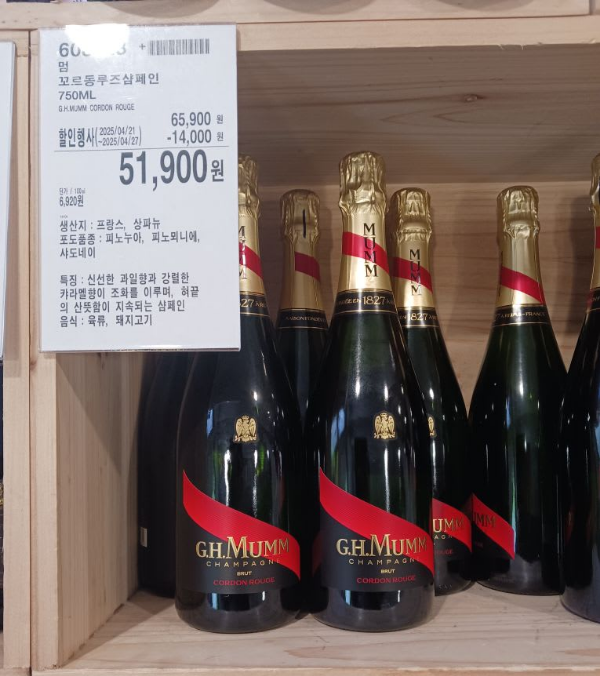 멈
꼬르동루즈샴페인
750ML
G.H.MUMM CORDON ROUGE
65,900 원
할인행사(2025/04/21~2025/04/27) -14,000 원
51,900원
6,920원
생산지 : 프랑스, 상파뉴
포도품종 : 피노누아, 피노뫼니에,
샤도네이
특징 : 신선한 과일향과 강렬한
캬라멜향이 조화를 이루며, 혀끝
의 산뜻함이 지속되는 샴페인
음식 : 육류, 돼지고기
MUMM
MUMM
1827
1827
G.H.MUMM
CHAMPAGNE
BRUT
CORDON ROUGE
G.H.MUMM
CHAMPAGNE
BRUT
CORDON ROUGE